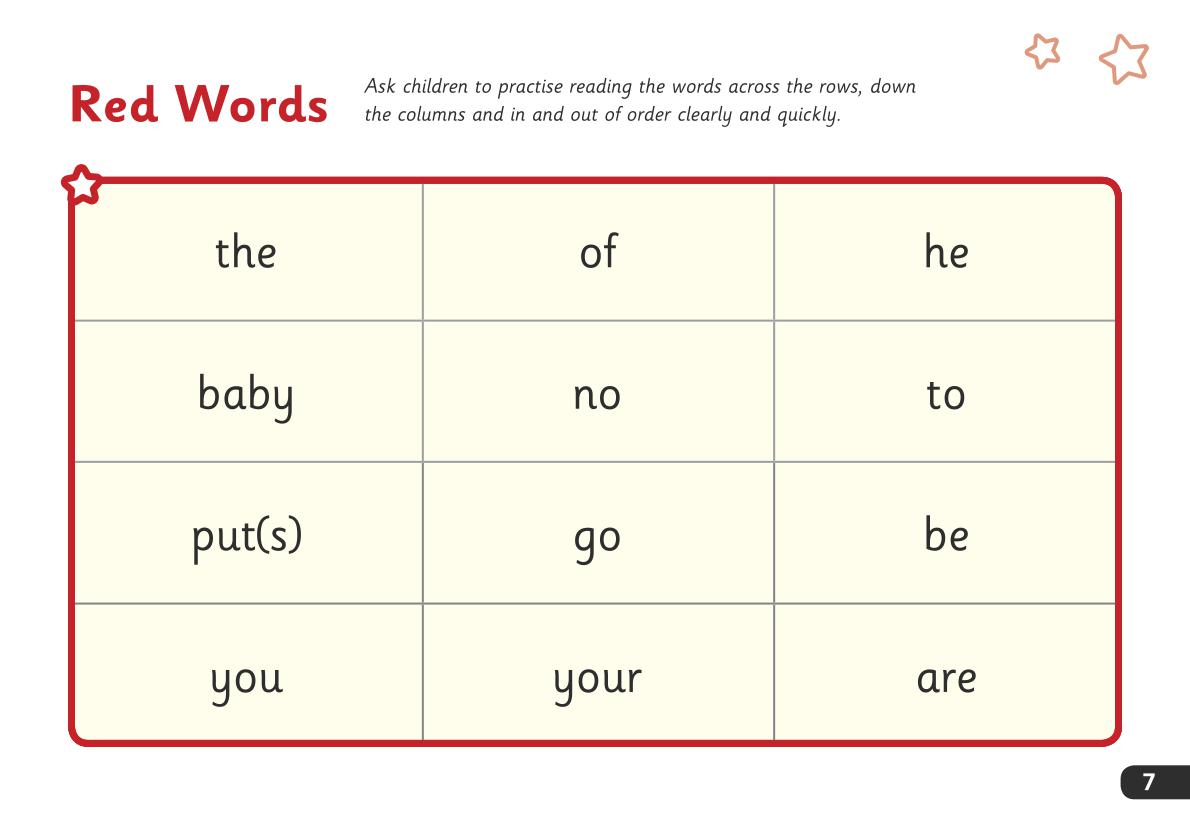 Red Words
Ask children to practise reading the words across the rows, down
the columns and in and out of order clearly and quickly.
the of he
baby no to
put(s) go be
you your are
7